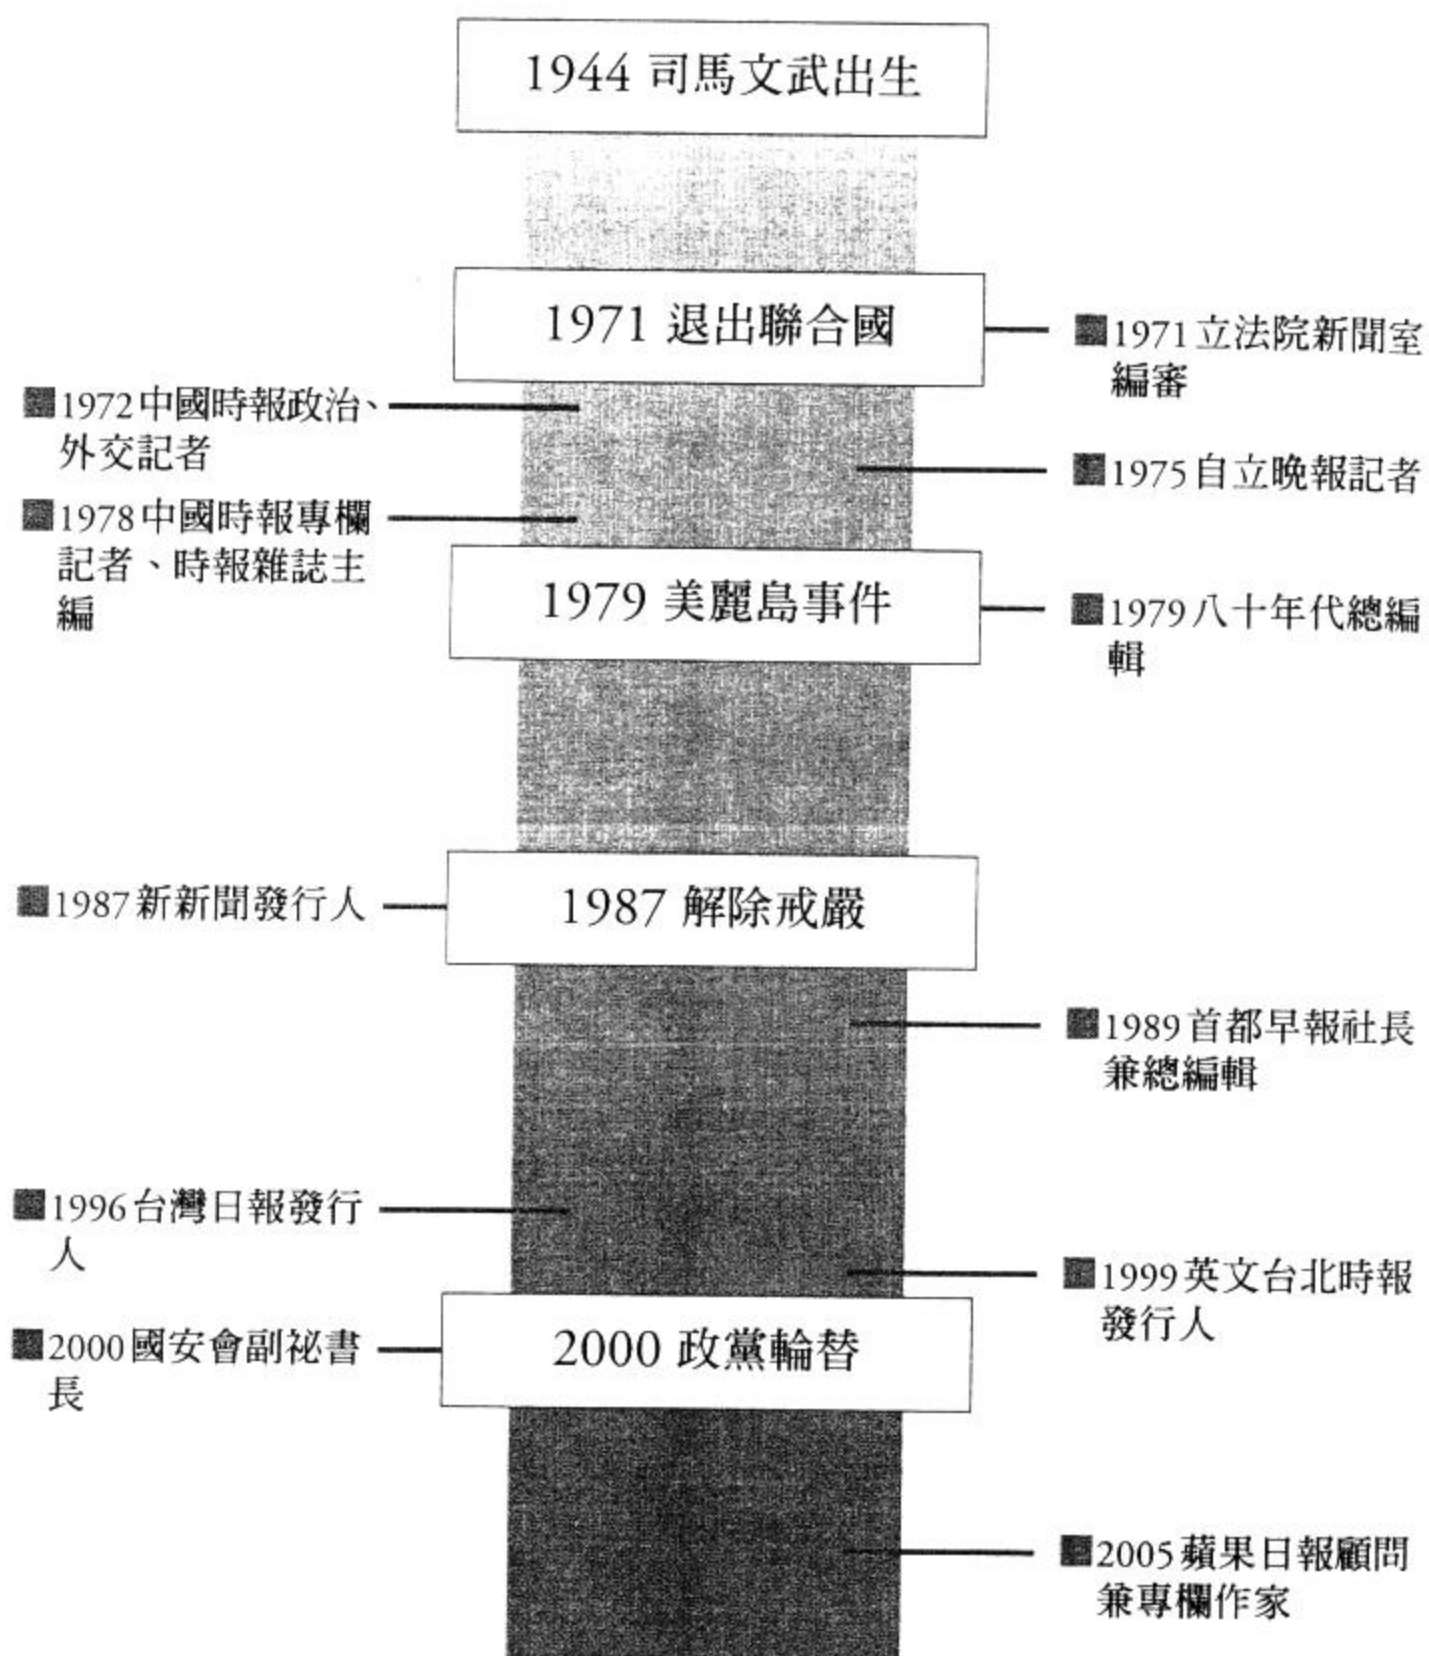 1944 司馬文武出生
1971 退出聯合國
■1971立法院新聞室
編審
■1972中國時報政治、
外交記者
■1975自立晚報記者
■1978中國時報專欄
記者、時報雜誌主
編
1979 美麗島事件
■1979八十年代總編
輯
1987 解除戒嚴
■1987新新聞發行人
■1989首都早報社長
兼總編輯
■1996台灣日報發行
人
■1999英文台北時報
發行人
2000 政黨輪替
■2000國安會副祕書
長
■2005蘋果日報顧問
兼專欄作家